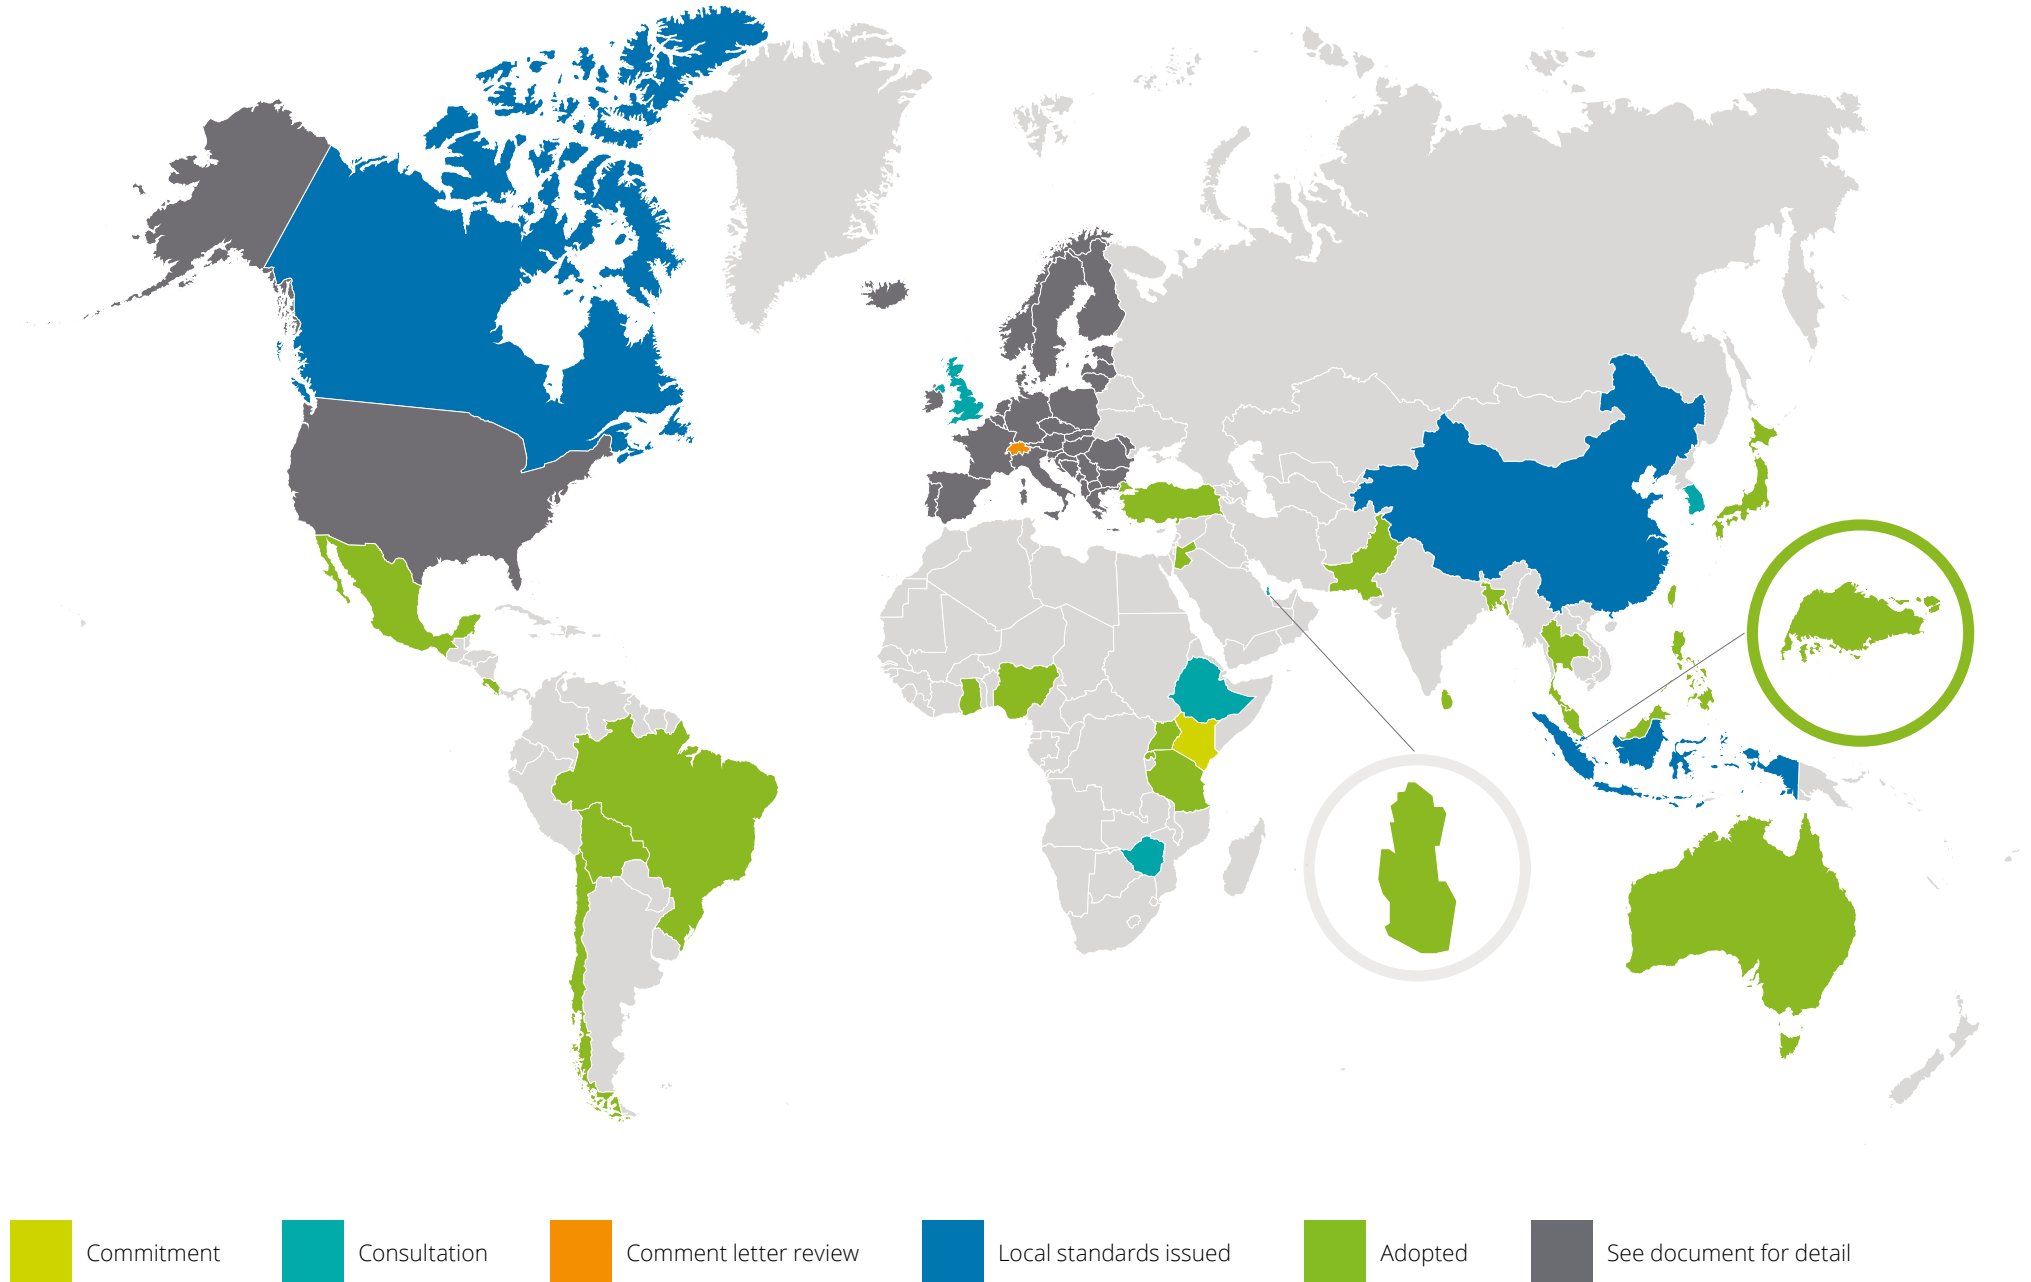 Commitment
Consultation
Comment letter review
Local standards issued
Adopted
See document for detail